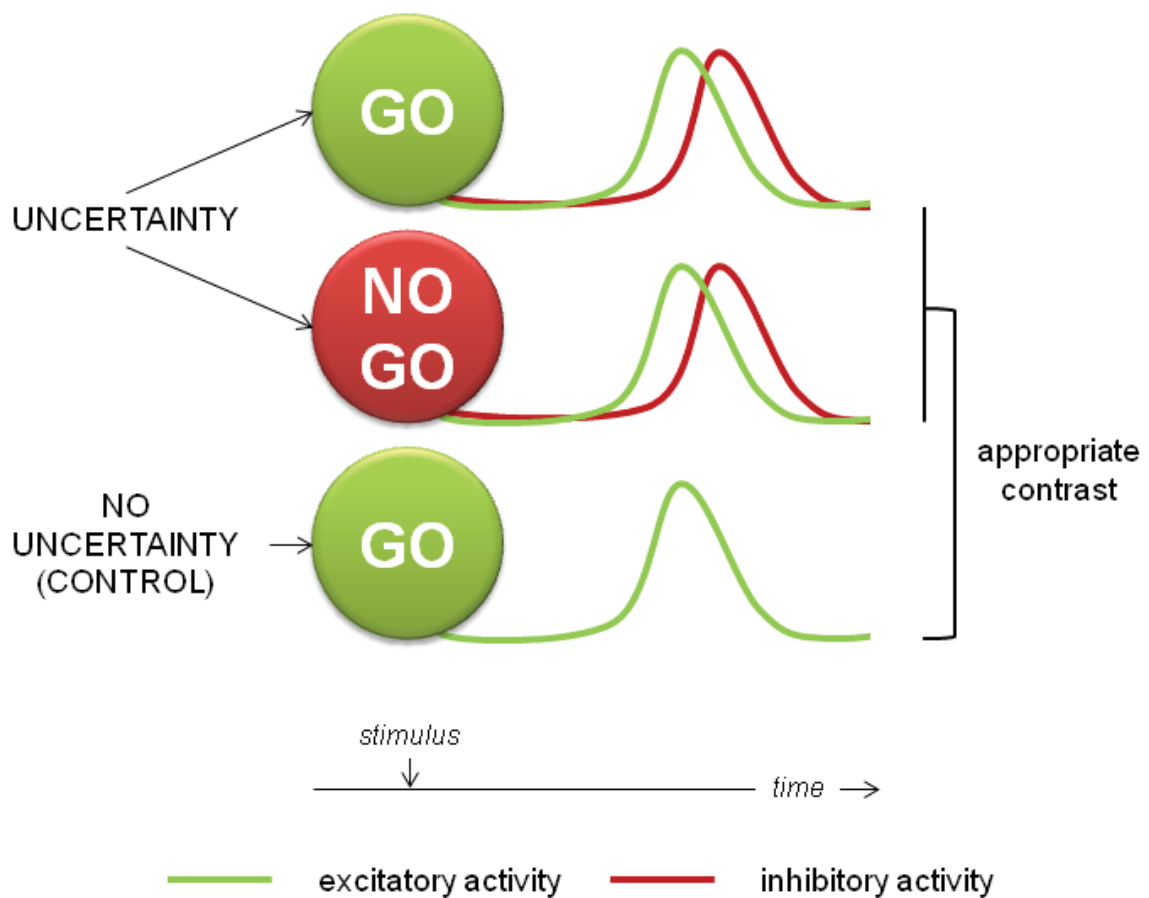 GO
UNCERTAINTY
NO
GO
appropriate
contrast
NO
UNCERTAINTY
(CONTROL)
GO
stimulus
time
excitatory activity
inhibitory activity